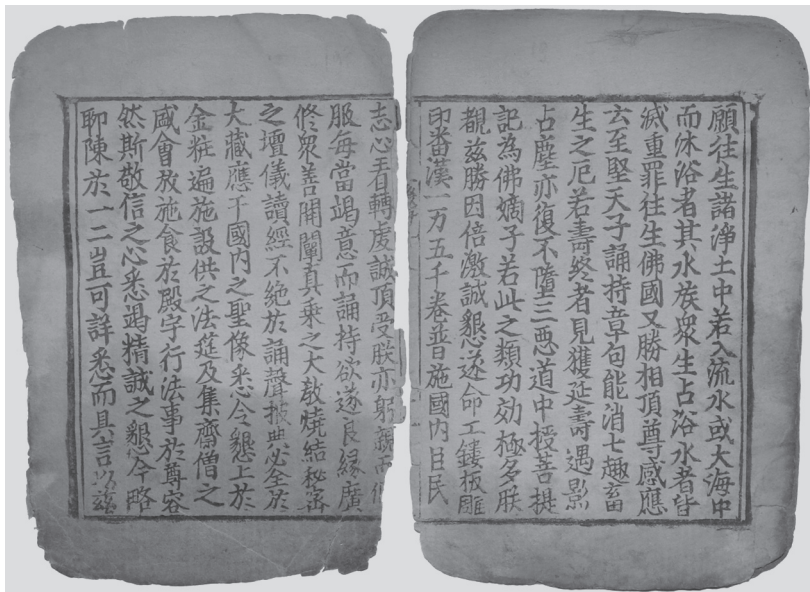 願往生諸淨土中若入流水或大海中
而沐浴者其水族衆生占浴水者皆
滅重罪往生佛國又勝相頂尊感應
云至堅天子誦持章句能消七趣畜
生之厄若壽終者見獲延壽遇影
占塵亦復不墮三悪道中授菩提
記為佛嫡子若此之類功効極多朕
覩兹勝因倍激誠懇遂命工鏤板雕
印番漢一万五千卷普施國内臣民
志心看轉虔誠頂受朕亦躬親
服每當竭意而誦持欲遂良緣廣
修衆善開闡真乘之大教燒結秘密
之壇儀讀經不絶於誦聲披典必全於
大藏應干國内之聖像悉令懇上於
金粧遍施設供之法筵及集齋僧之
盛會放施食於殿宇行法事於尊容
然斯敬信之心悉竭精誠之懇今略
聊陳於一二豈可詳悉而具言以兹